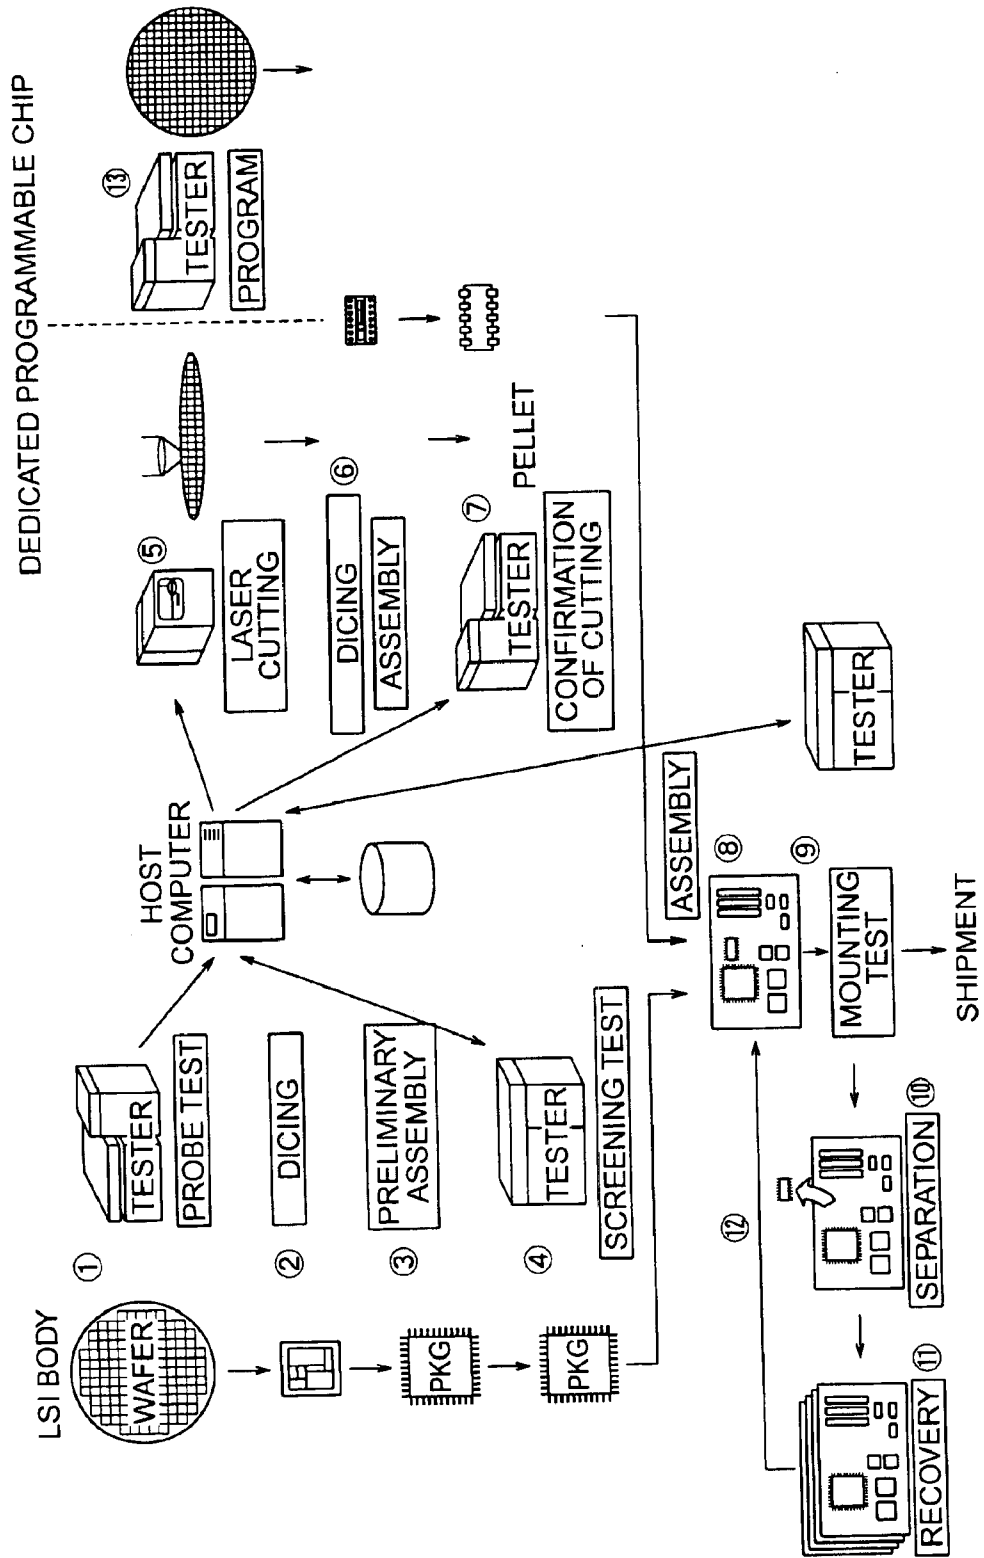 DEDICATED PROGRAMMABLE CHIP
LSI BODY
WAFER
①
TESTER
PROBE TEST
②
DICING
③
PRELIMINARY
ASSEMBLY
PKG
④
TESTER
SCREENING TEST
PKG
HOST
COMPUTER
⑤
LASER
CUTTING
⑥
DICING
ASSEMBLY
⑦
TESTER
CONFIRMATION
OF CUTTING
PELLET
⑬
TESTER
PROGRAM
ASSEMBLY
⑧
⑨
MOUNTING
TEST
SHIPMENT
TESTER
⑩
SEPARATION
⑪
RECOVERY
⑫